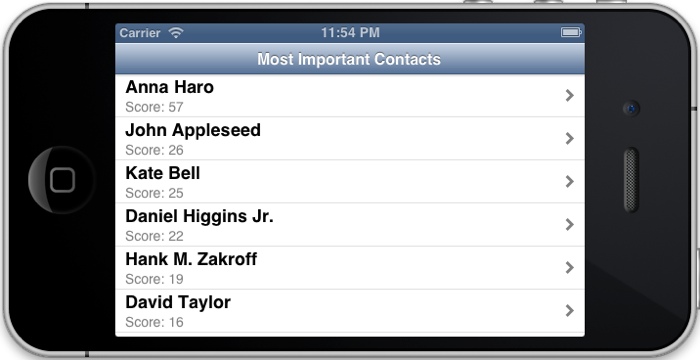 Carrier 11:54 PM
Most Important Contacts
Anna Haro
Score: 57
John Appleseed
Score: 26
Kate Bell
Score: 25
Daniel Higgins Jr.
Score: 22
Hank M. Zakroff
Score: 19
David Taylor
Score: 16